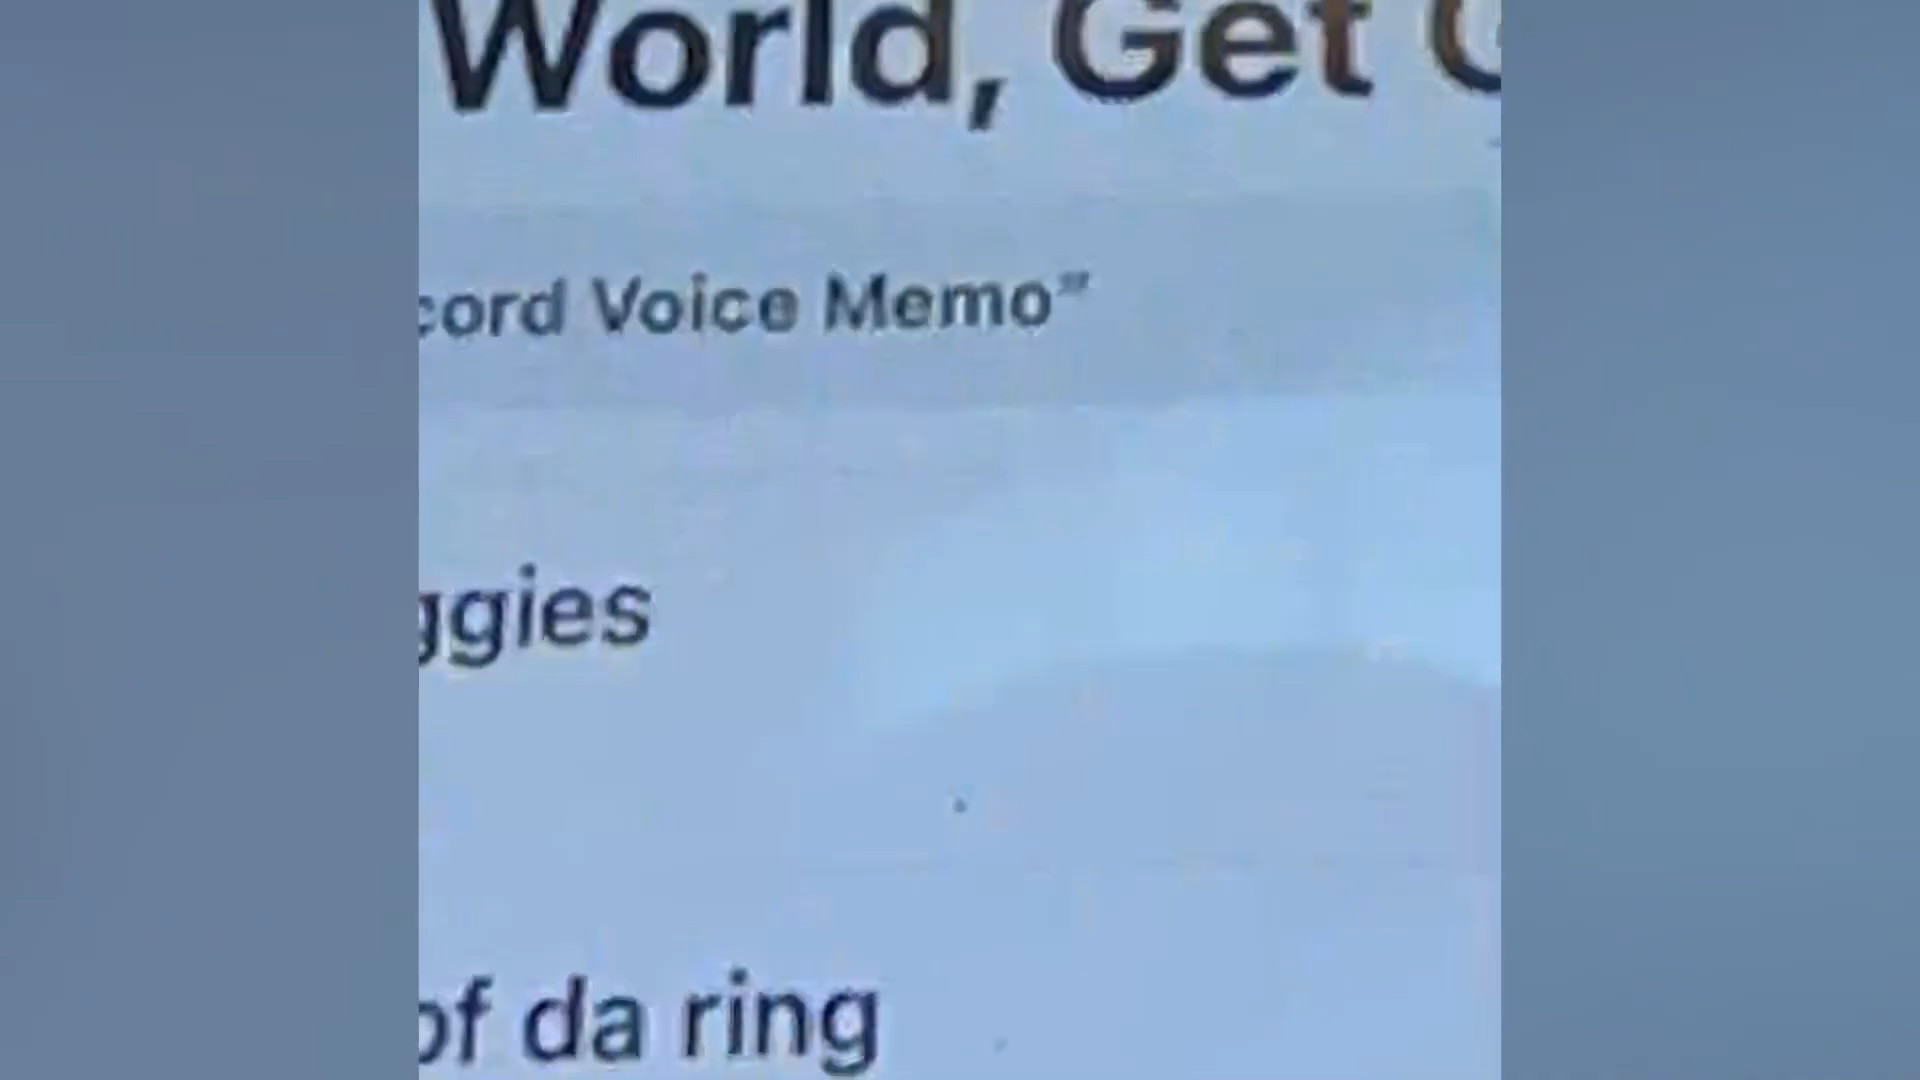 World, Get
cord Voice Memo”
ggies
of da ring